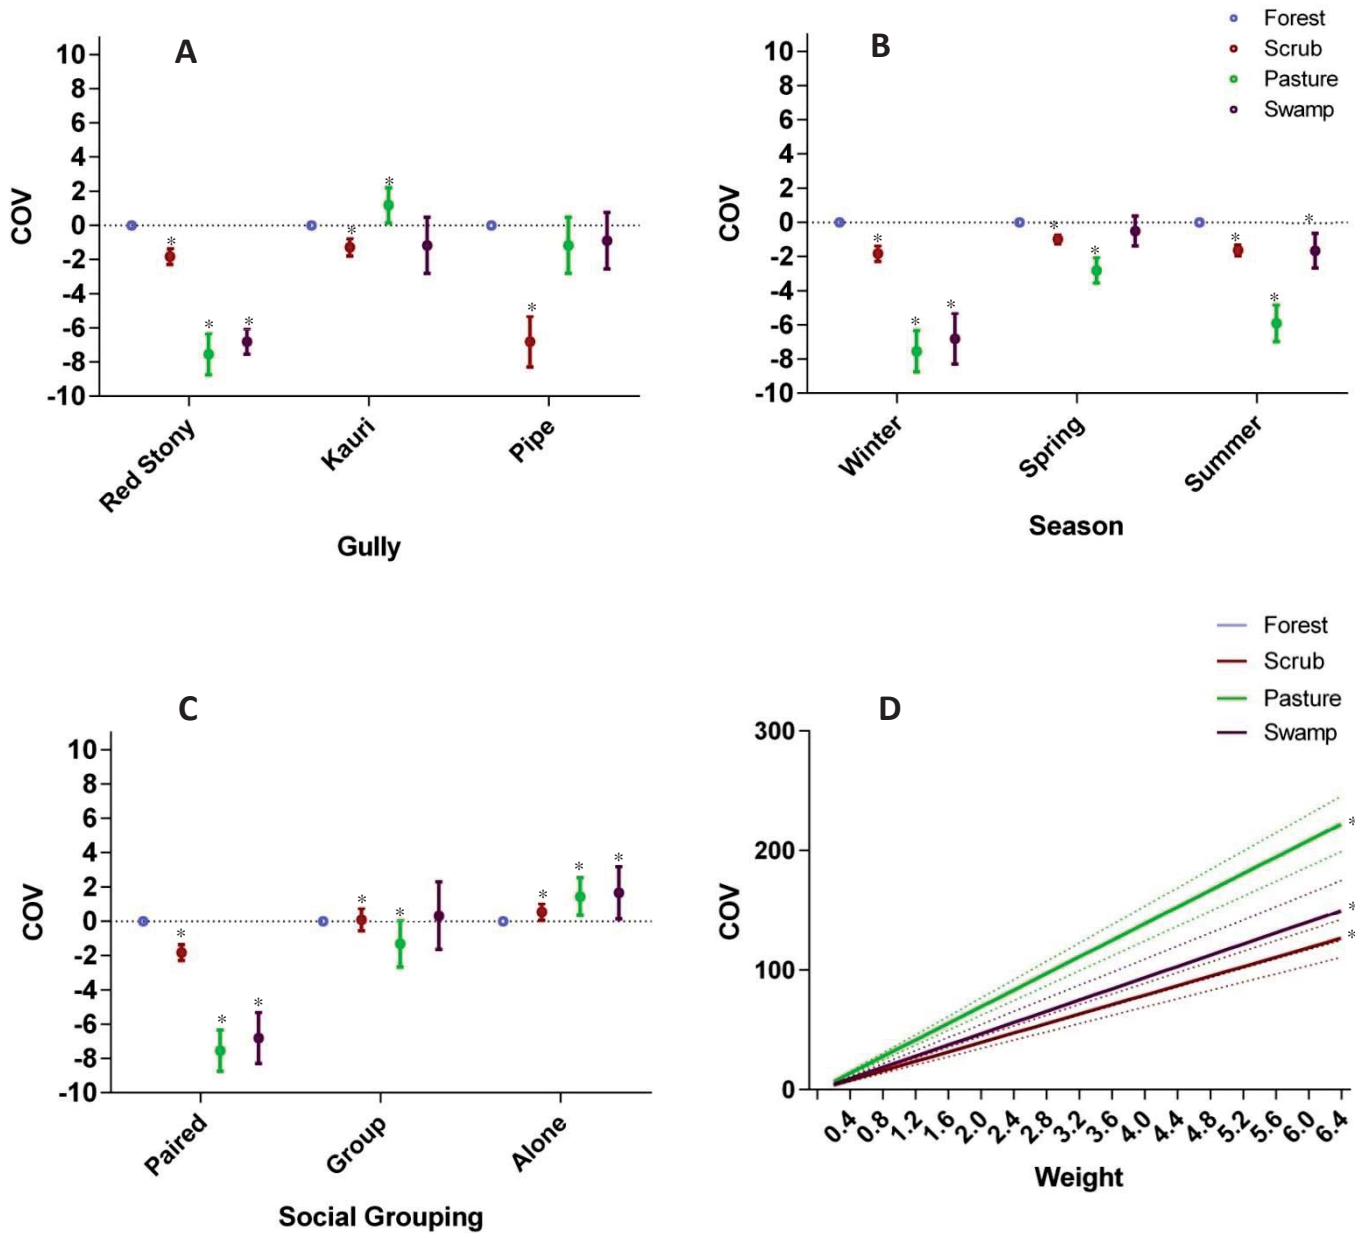 A
COV
10
8
6
4
2
0
-2
-4
-6
-8
-10
*
*
*
*
*
*
Red Stony
Kauri
Pipe
Gully
B
Forest
Scrub
Pasture
Swamp
COV
10
8
6
4
2
0
-2
-4
-6
-8
-10
*
*
*
*
*
*
*
*
Winter
Spring
Summer
Season
C
COV
10
8
6
4
2
0
-2
-4
-6
-8
-10
*
*
*
*
*
*
*
*
Paired
Group
Alone
Social Grouping
D
Forest
Scrub
Pasture
Swamp
COV
300
200
100
0
*
*
*
0.4
0.8
1.2
1.6
2.0
2.4
2.8
3.2
3.6
4.0
4.4
4.8
5.2
5.6
6.0
6.4
Weight